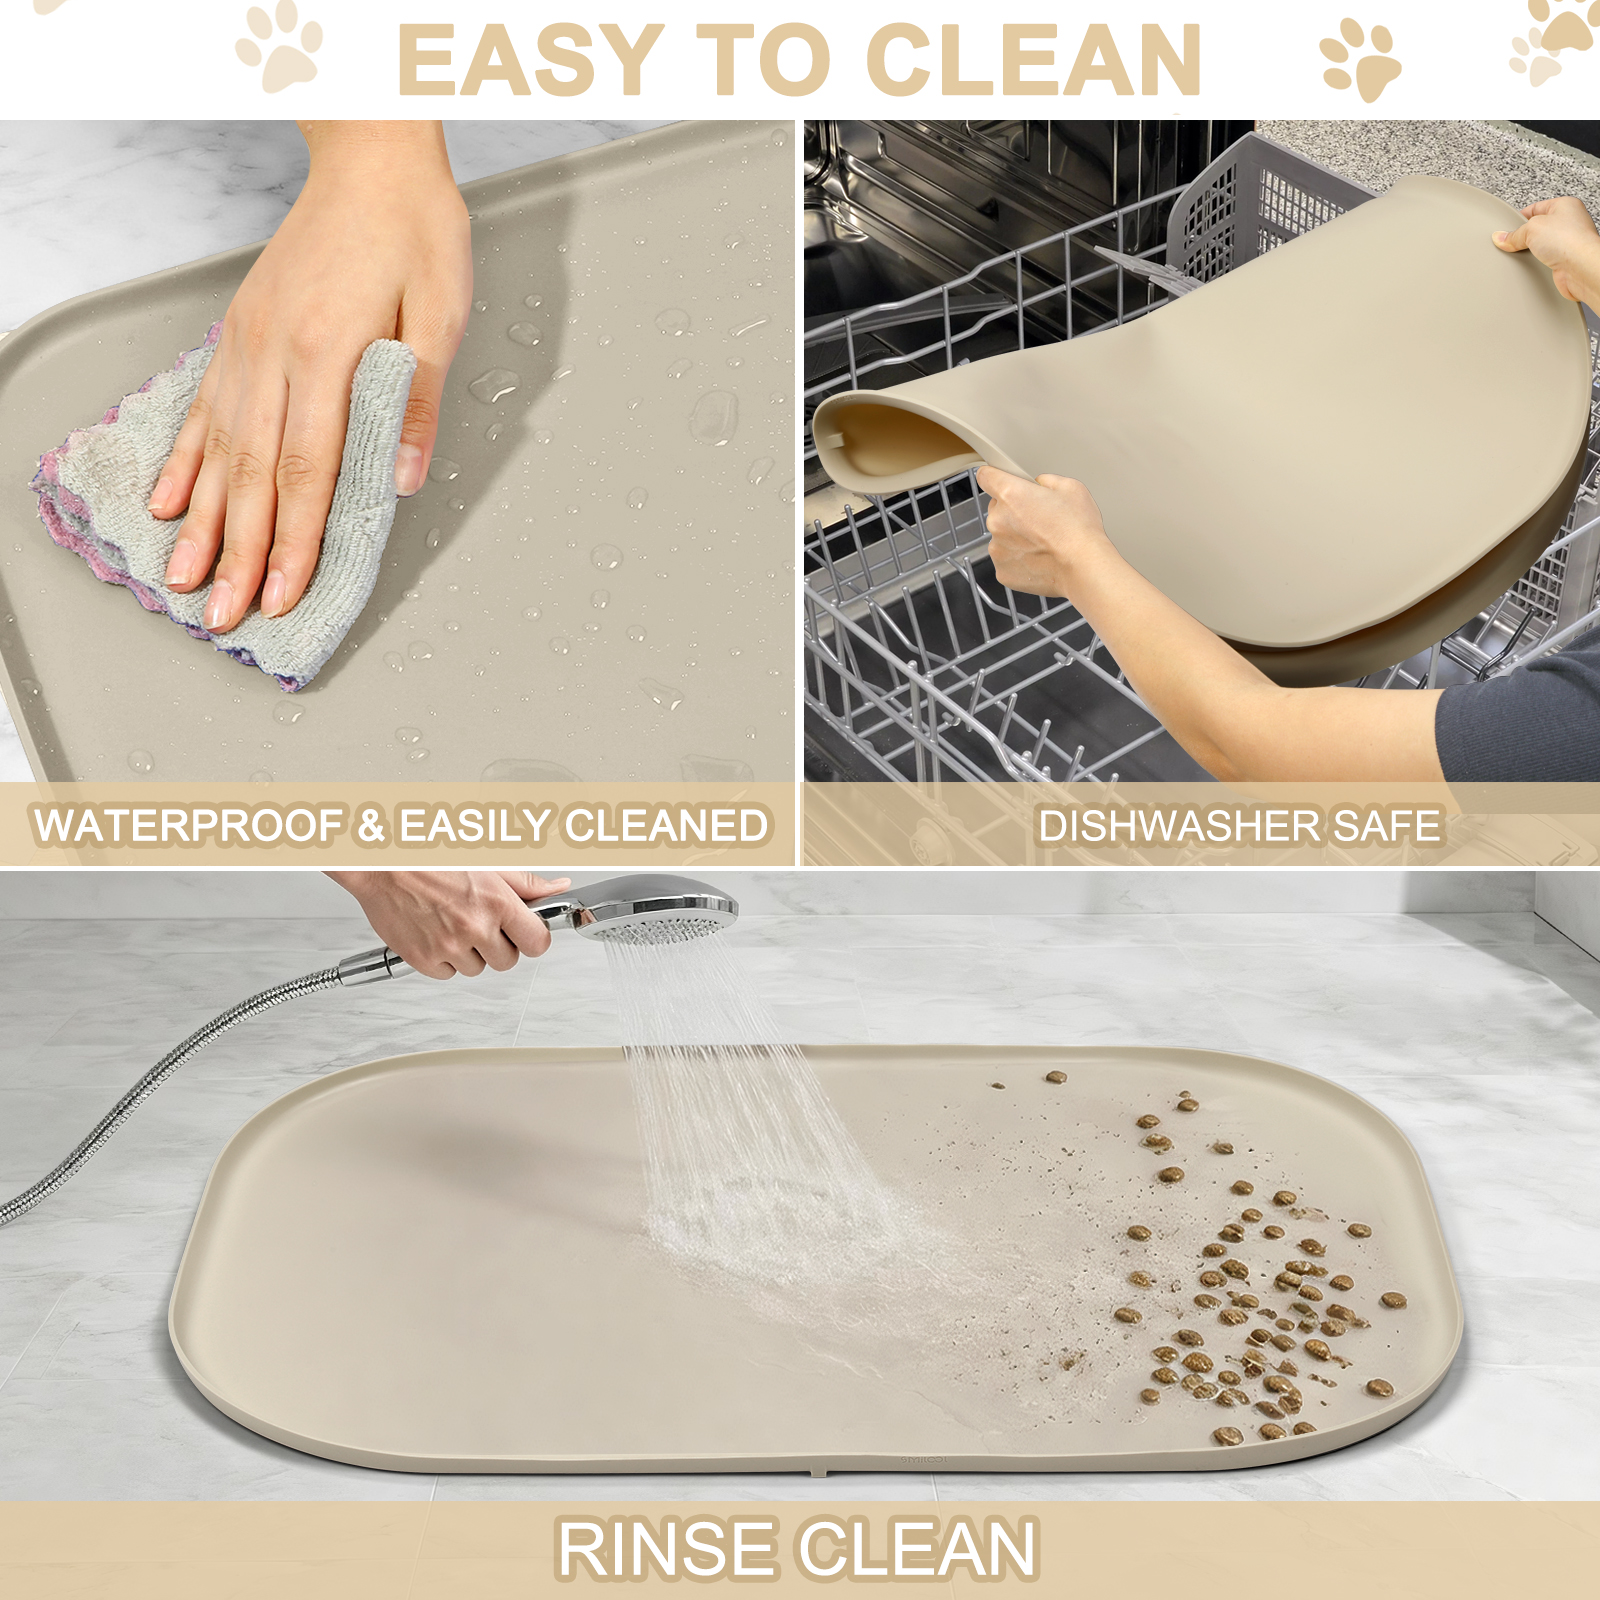 EASY TO CLEAN
WATERPROOF & EASILY CLEANED
DISHWASHER SAFE
RINSE CLEAN